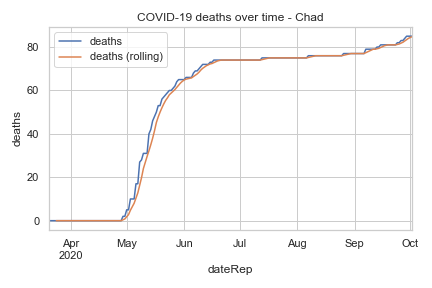 COVID-19 deaths over time - Chad
deaths
deaths (rolling)
80
60
40
20
0
deaths
Apr May Jun Jul Aug Sep Oct
2020
dateRep